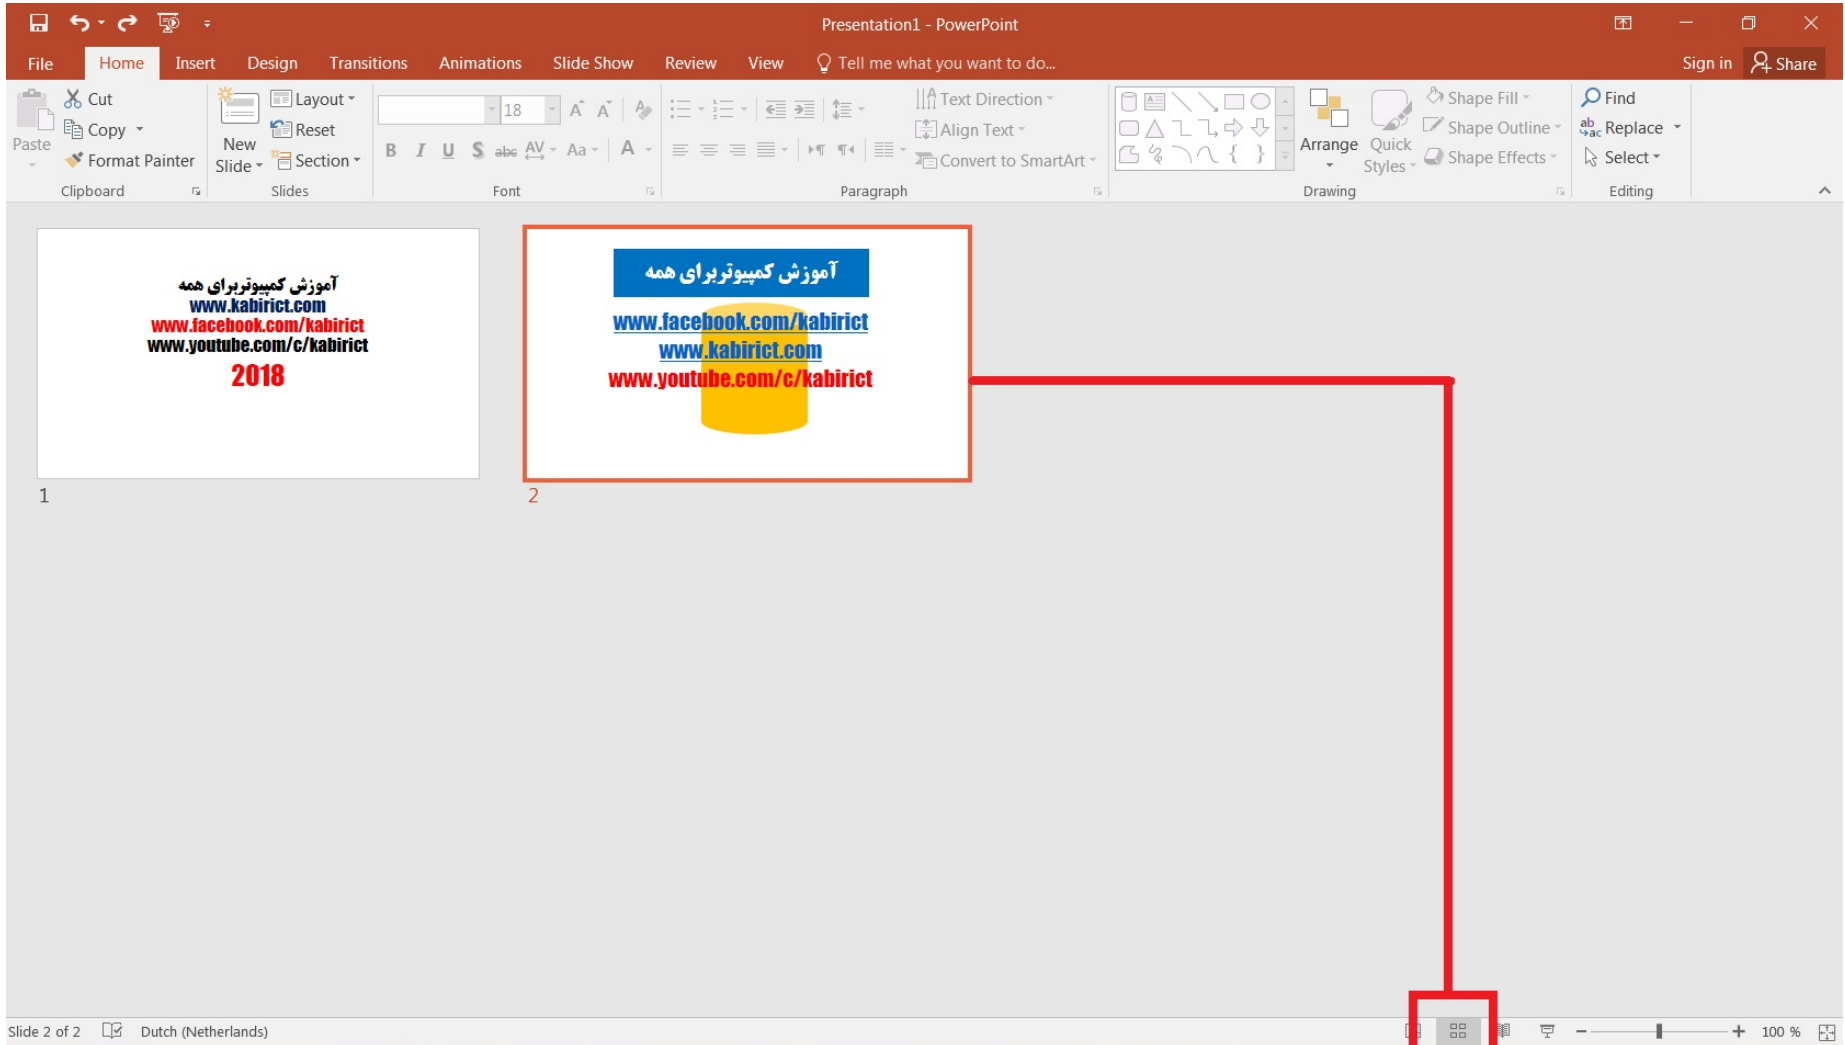 Presentation1 - PowerPoint
File Home Insert Design Transitions Animations Slide Show Review View Tell me what you want to do... Sign in Share
Paste
Cut
Copy
Format Painter
Clipboard
New
Slide
Layout
Reset
Section
Slides
18 A A
B I U S abc AV Aa A
Font
Text Direction
Align Text
Convert to SmartArt
Paragraph
Arrange
Quick
Styles
Shape Fill
Shape Outline
Shape Effects
Drawing
Find
Replace
Select
Editing
آموزش کمپیوتربرای همه
www.kabirict.com
www.facebook.com/kabirict
www.youtube.com/c/kabirict
2018
1
آموزش کمپیوتربرای همه
www.facebook.com/kabirict
www.kabirict.com
www.youtube.com/c/kabirict
2
Slide 2 of 2 Dutch (Netherlands) 100 %